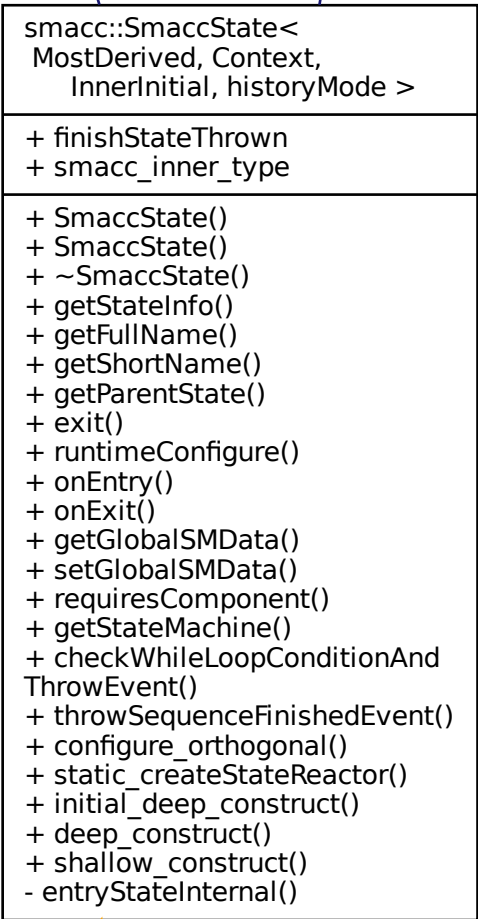 smacc::SmaccState<
MostDerived, Context,
InnerInitial, historyMode >
+ finishStateThrown
+ smacc_inner_type
+ SmaccState()
+ SmaccState()
+ ~SmaccState()
+ getStateInfo()
+ getFullName()
+ getShortName()
+ getParentState()
+ exit()
+ runtimeConfigure()
+ onEntry()
+ onExit()
+ getGlobalSMData()
+ setGlobalSMData()
+ requiresComponent()
+ getStateMachine()
+ checkWhileLoopConditionAnd
ThrowEvent()
+ throwSequenceFinishedEvent()
+ configure_orthogonal()
+ static_createStateReactor()
+ initial_deep_construct()
+ deep_construct()
+ shallow_construct()
- entryStateInternal()